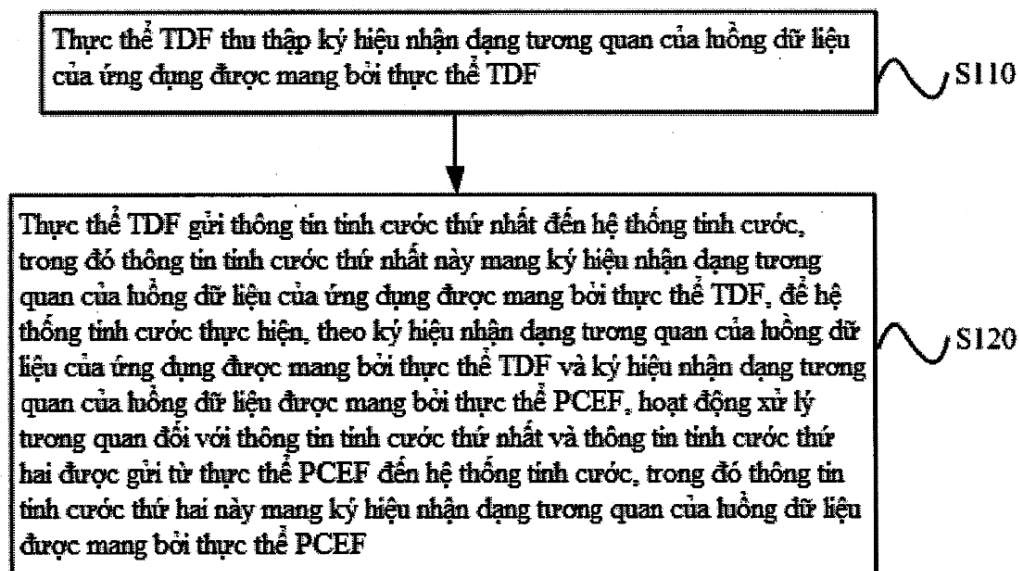 Thực thể TDF thu thập ký hiệu nhận dạng tương quan của luồng dữ liệu
của ứng dụng được mang bởi thực thể TDF
S110
Thực thể TDF gửi thông tin tính cước thứ nhất đến hệ thống tính cước,
trong đó thông tin tính cước thứ nhất này mang ký hiệu nhận dạng tương
quan của luồng dữ liệu của ứng dụng được mang bởi thực thể TDF, để hệ
thống tính cước thực hiện, theo ký hiệu nhận dạng tương quan của luồng dữ
liệu của ứng dụng được mang bởi thực thể TDF và ký hiệu nhận dạng tương
quan của luồng dữ liệu được mang bởi thực thể PCEF, hoạt động xử lý
tương quan đối với thông tin tính cước thứ nhất và thông tin tính cước thứ
hai được gửi từ thực thể PCEF đến hệ thống tính cước, trong đó thông tin
tính cước thứ hai này mang ký hiệu nhận dạng tương quan của luồng dữ liệu
được mang bởi thực thể PCEF
S120